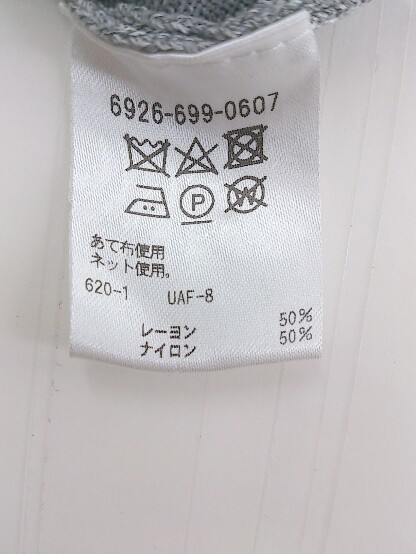 6926-699-0607
P
W
あて布使用
ネット使用。
620-1 UAF-8
レーヨン 50%
ナイロン 50%